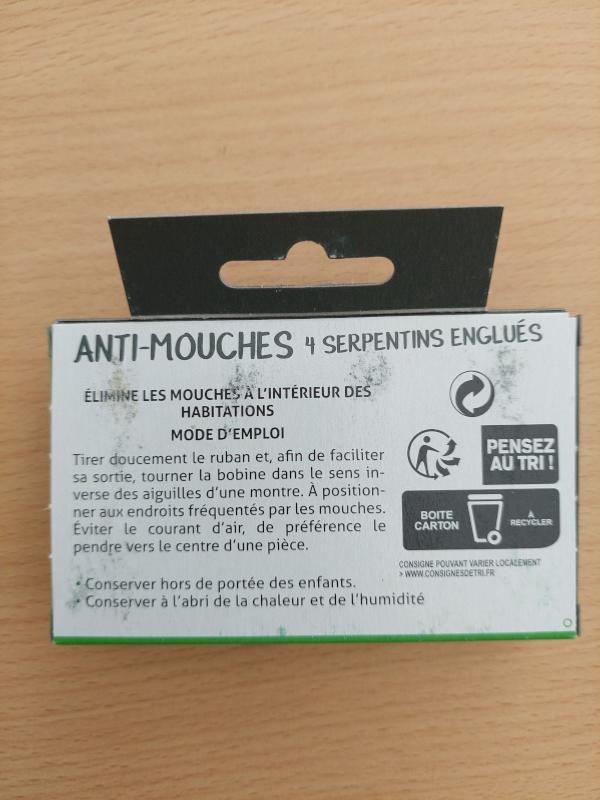 ANTI-MOUCHES 4 SERPENTINS ENGLUÉS
ÉLIMINE LES MOUCHES À L'INTÉRIEUR DES
HABITATIONS
MODE D'EMPLOI
Tirer doucement le ruban et, afin de faciliter
sa sortie, tourner la bobine dans le sens in-
verse des aiguilles d'une montre. À position-
ner aux endroits fréquentés par les mouches.
Éviter le courant d'air, de préférence le
pendre vers le centre d'une pièce.
• Conserver hors de portée des enfants.
• Conserver à l'abri de la chaleur et de l'humidité
PENSEZ
AU TRI !
BOITE
CARTON
À
RECYCLER
CONSIGNE POUVANT VARIER LOCALEMENT
> WWW.CONSIGNESDETRI.FR